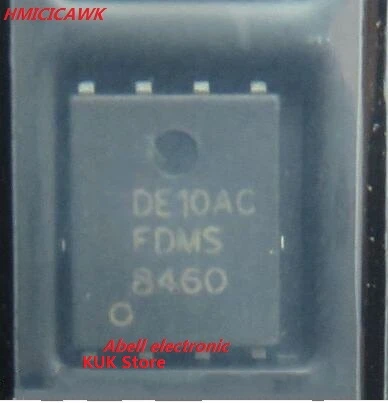 HMICICAWK
DE10AC
FDMS
8460
Abell electronic
KUK Store